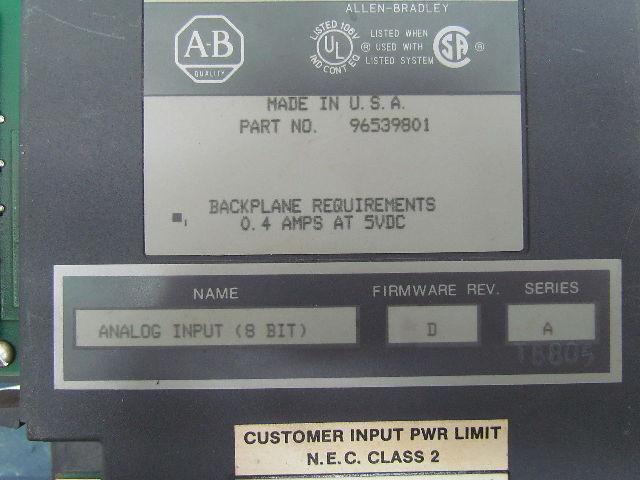 ALLEN-BRADLEY
A-B
QUALITY
LISTED 106V
UL
IND CONT EQ
LISTED WHEN
® USED WITH
LISTED SYSTEM
SA ®
MADE IN U.S.A.
PART NO. 96539801
BACKPLANE REQUIREMENTS
0.4 AMPS AT 5VDC
NAME FIRMWARE REV. SERIES
ANALOG INPUT (8 BIT) D A
CUSTOMER INPUT PWR LIMIT
N.E.C. CLASS 2